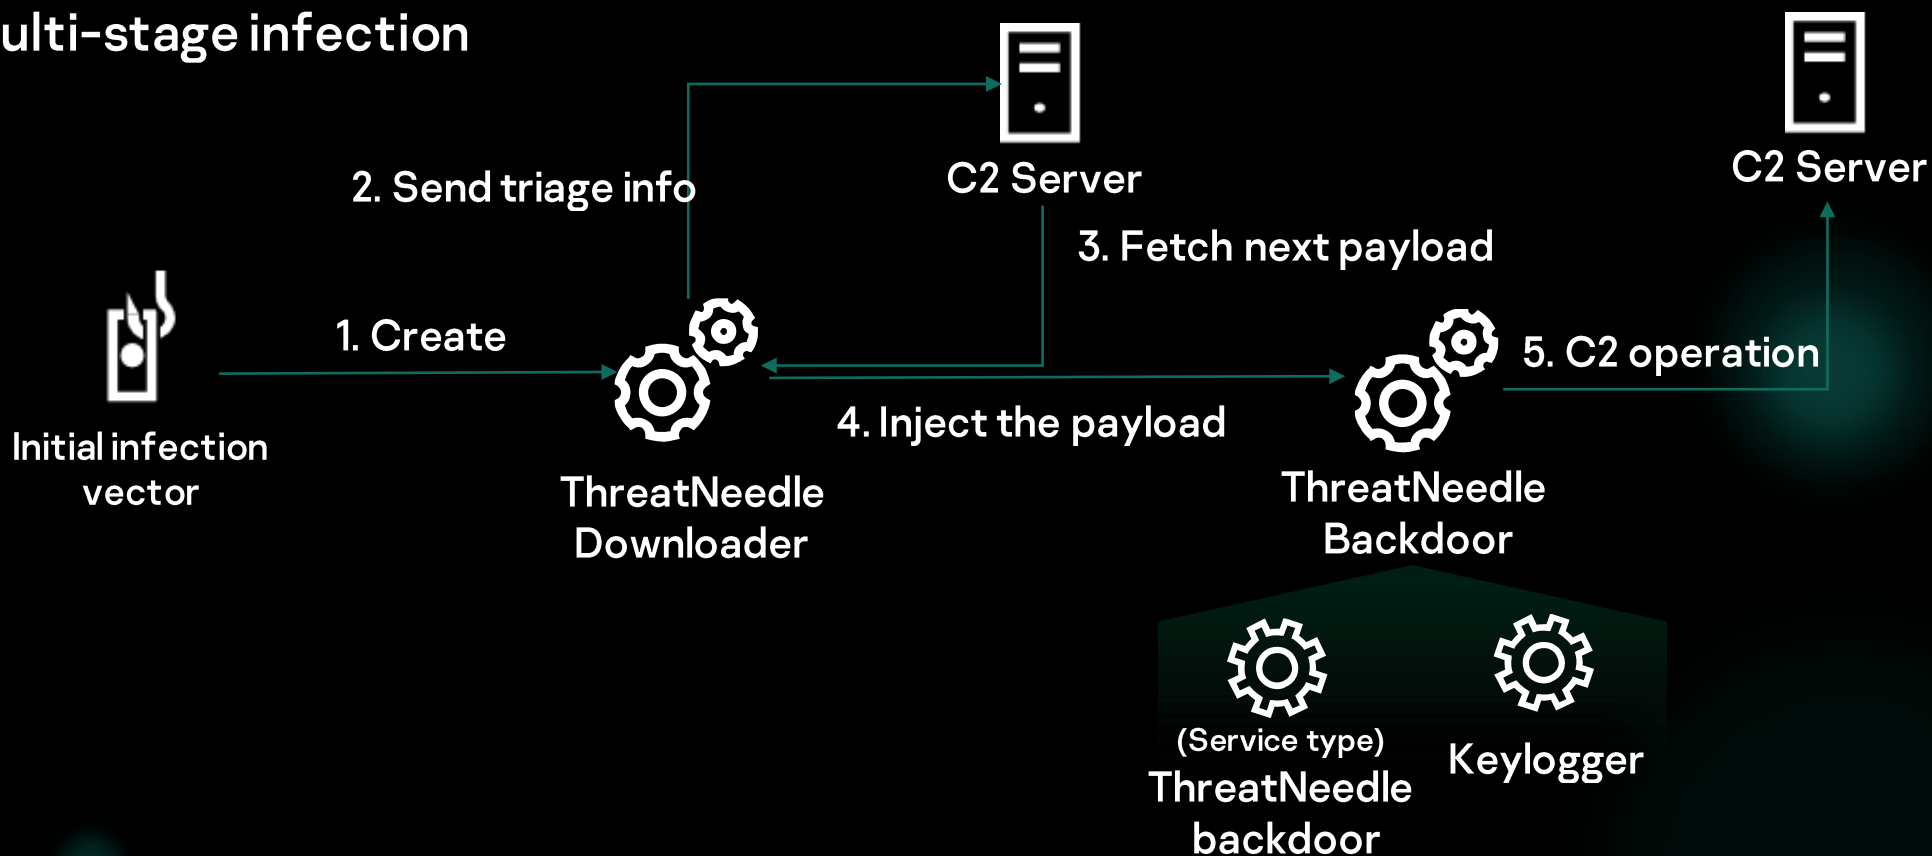 ulti-stage infection
C2 Server
C2 Server
2. Send triage info
3. Fetch next payload
1. Create
5. C2 operation
4. Inject the payload
Initial infection
vector
ThreatNeedle
Downloader
ThreatNeedle
Backdoor
(Service type)
ThreatNeedle
backdoor
Keylogger